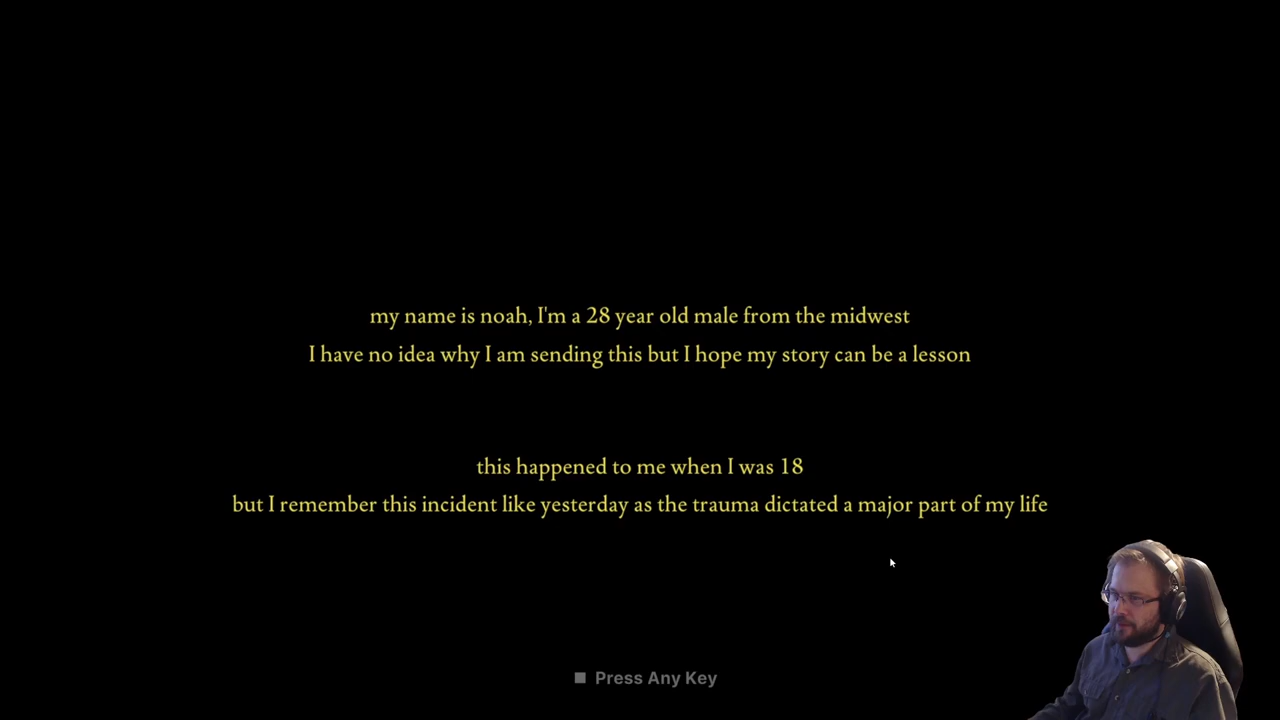 my name is noah, I'm a 28 year old male from the midwest
I have no idea why I am sending this but I hope my story can be a lesson
this happened to me when I was 18
but I remember this incident like yesterday as the trauma dictated a major part of my life
Press Any Key